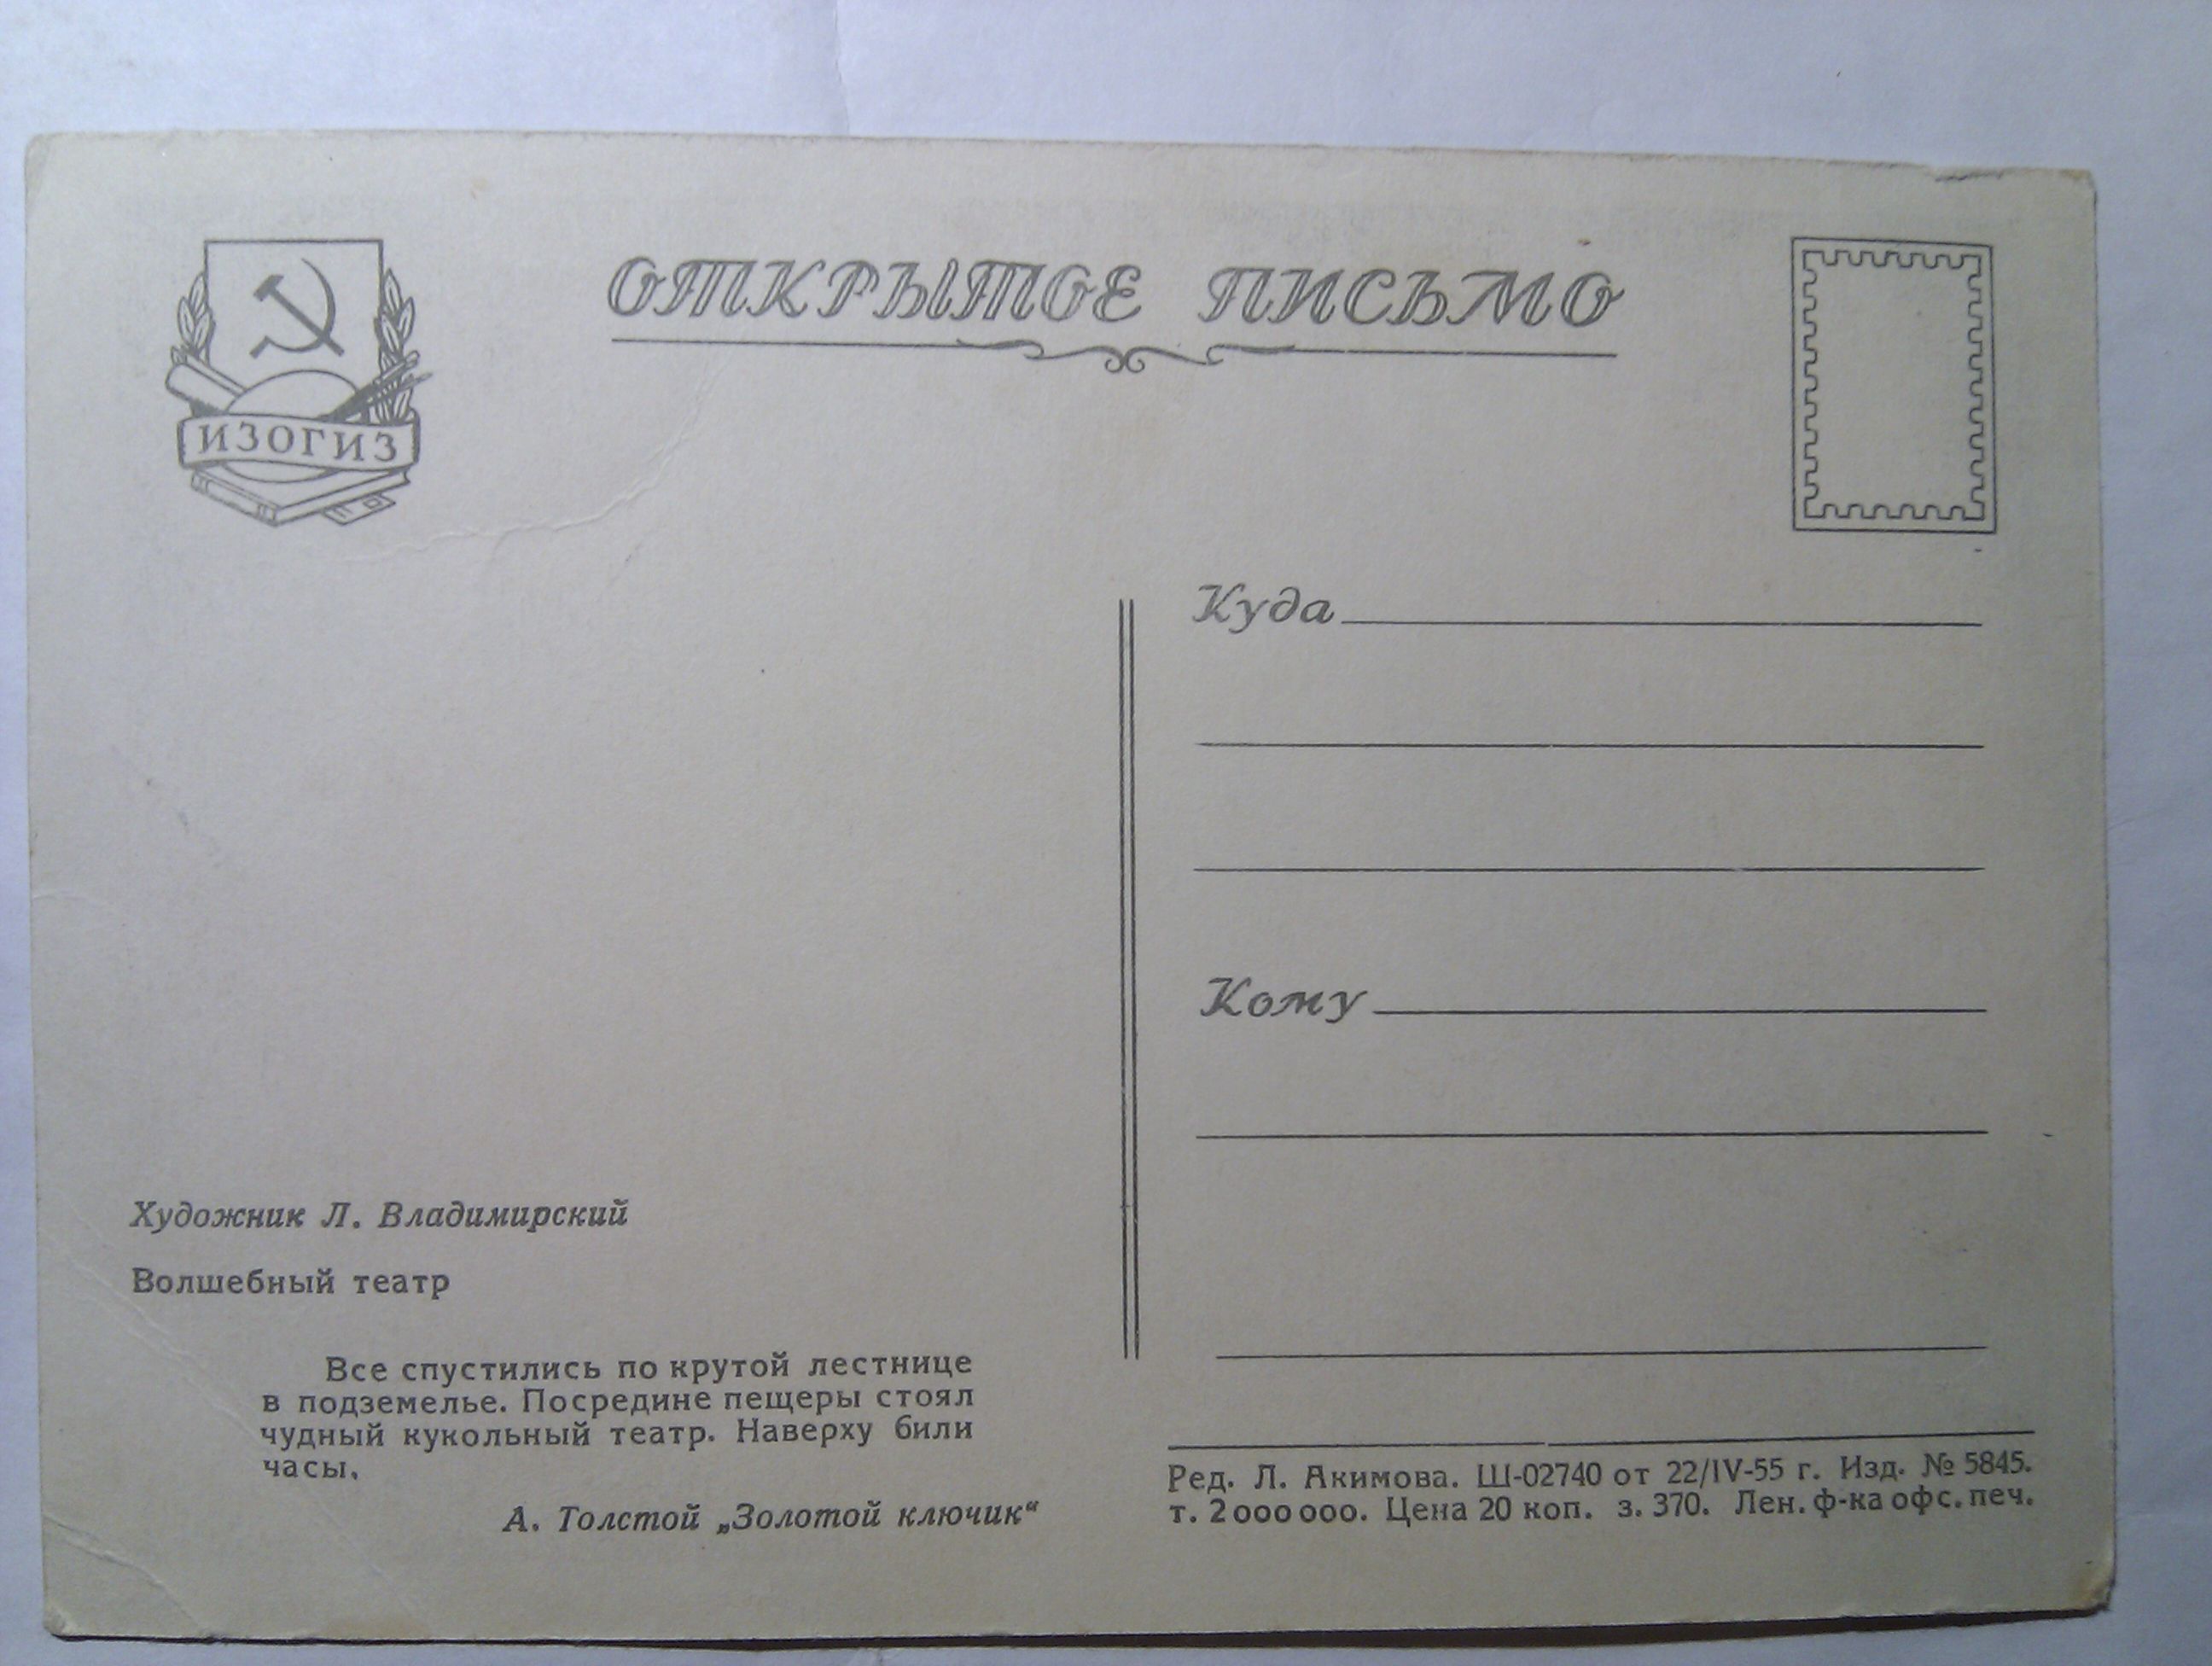 ИЗОГИЗ
ОТКРЫТОЕ ПИСЬМО
Куда
Кому
Художник Л. Владимирский
Волшебный театр
Все спустились по крутой лестнице
в подземелье. Посредине пещеры стоял
чудный кукольный театр. Наверху били
часы.
А. Толстой „Золотой ключик“
Ред. Л. Акимова. Ш-02740 от 22/IV-55 г. Изд. № 5845.
т. 2 000 000. Цена 20 коп. з. 370. Лен. ф-ка офс. печ.